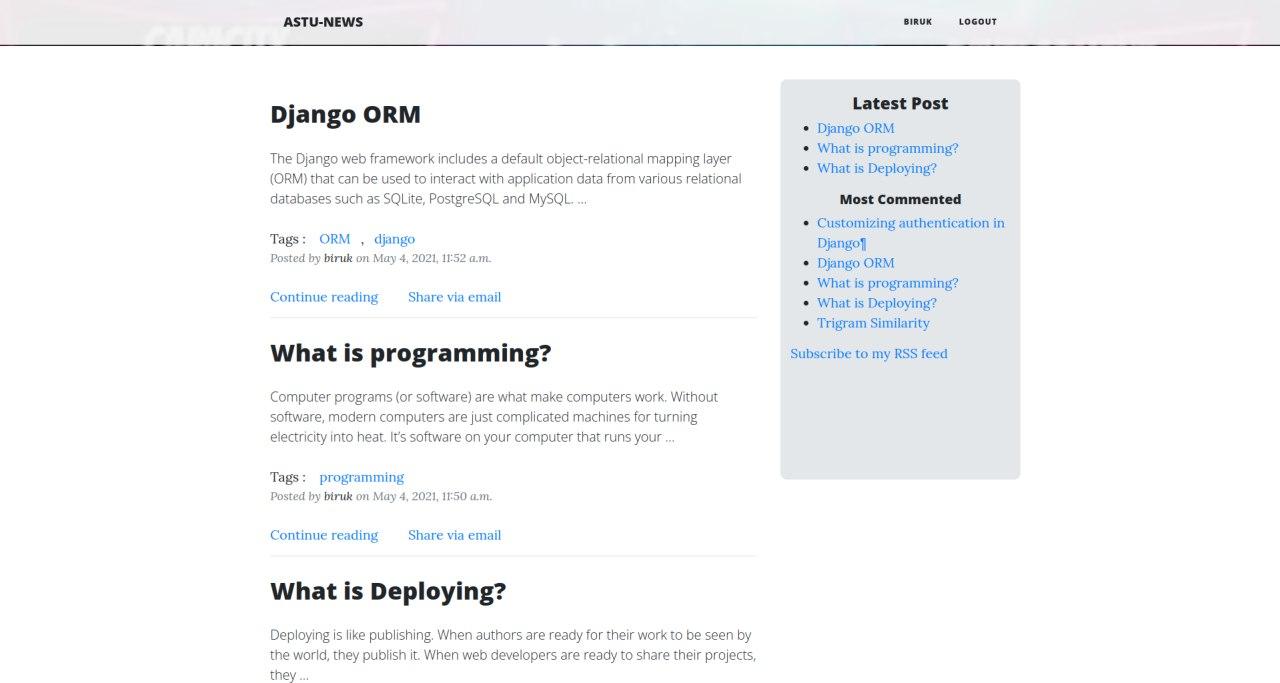 ASTU-NEWS
BIRUK LOGOUT
Django ORM
The Django web framework includes a default object-relational mapping layer
(ORM) that can be used to interact with application data from various relational
databases such as SQLite, PostgreSQL and MySQL. ...
Tags : ORM , django
Posted by biruk on May 4, 2021, 11:52 a.m.
Continue reading Share via email
What is programming?
Computer programs (or software) are what make computers work. Without
software, modern computers are just complicated machines for turning
electricity into heat. It’s software on your computer that runs your ...
Tags : programming
Posted by biruk on May 4, 2021, 11:50 a.m.
Continue reading Share via email
What is Deploying?
Deploying is like publishing. When authors are ready for their work to be seen by
the world, they publish it. When web developers are ready to share their projects,
they ...
Latest Post
Django ORM
What is programming?
What is Deploying?
Most Commented
Customizing authentication in
Django¶
Django ORM
What is programming?
What is Deploying?
Trigram Similarity
Subscribe to my RSS feed